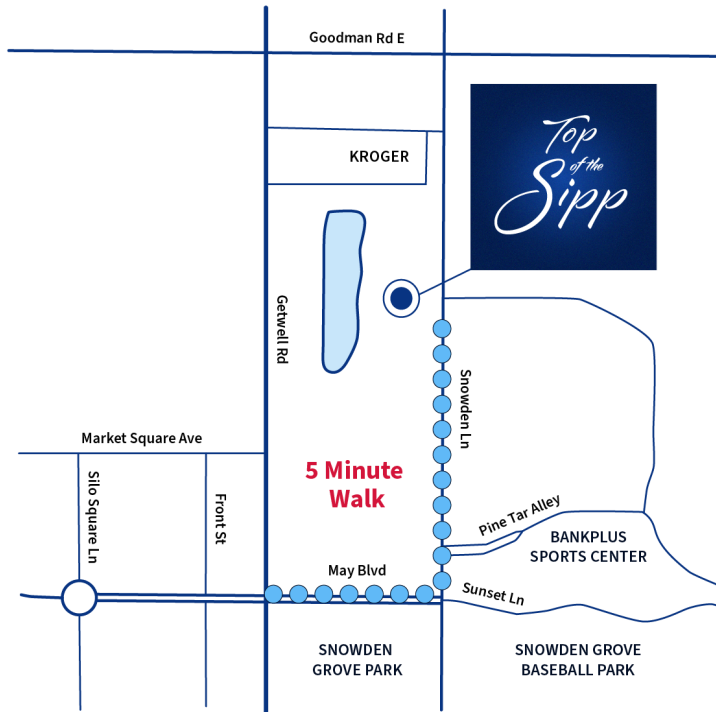 Goodman Rd E
KROGER
Top
of the
Sipp
Getwell Rd
Snowden Ln
Market Square Ave
5 Minute
Walk
Silo Square Ln
Front St
Pine Tar Alley
BANKPLUS
SPORTS CENTER
May Blvd
Sunset Ln
SNOWDEN
GROVE PARK
SNOWDEN GROVE
BASEBALL PARK